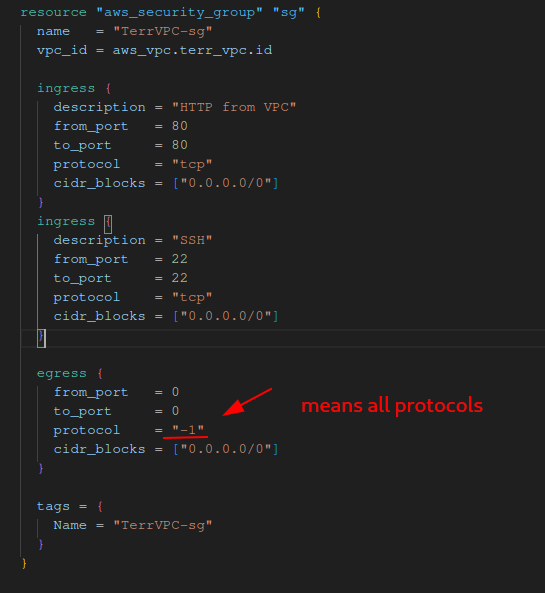 resource "aws_security_group" "sg" {
  name   = "TerrVPC-sg"
  vpc_id = aws_vpc.terr_vpc.id

  ingress {
    description = "HTTP from VPC"
    from_port   = 80
    to_port     = 80
    protocol    = "tcp"
    cidr_blocks = ["0.0.0.0/0"]
  }
  ingress {
    description = "SSH"
    from_port   = 22
    to_port     = 22
    protocol    = "tcp"
    cidr_blocks = ["0.0.0.0/0"]
  }

  egress {
    from_port   = 0
    to_port     = 0
    protocol    = "-1"
    cidr_blocks = ["0.0.0.0/0"]
  }

  tags = {
    Name = "TerrVPC-sg"
  }
}
means all protocols